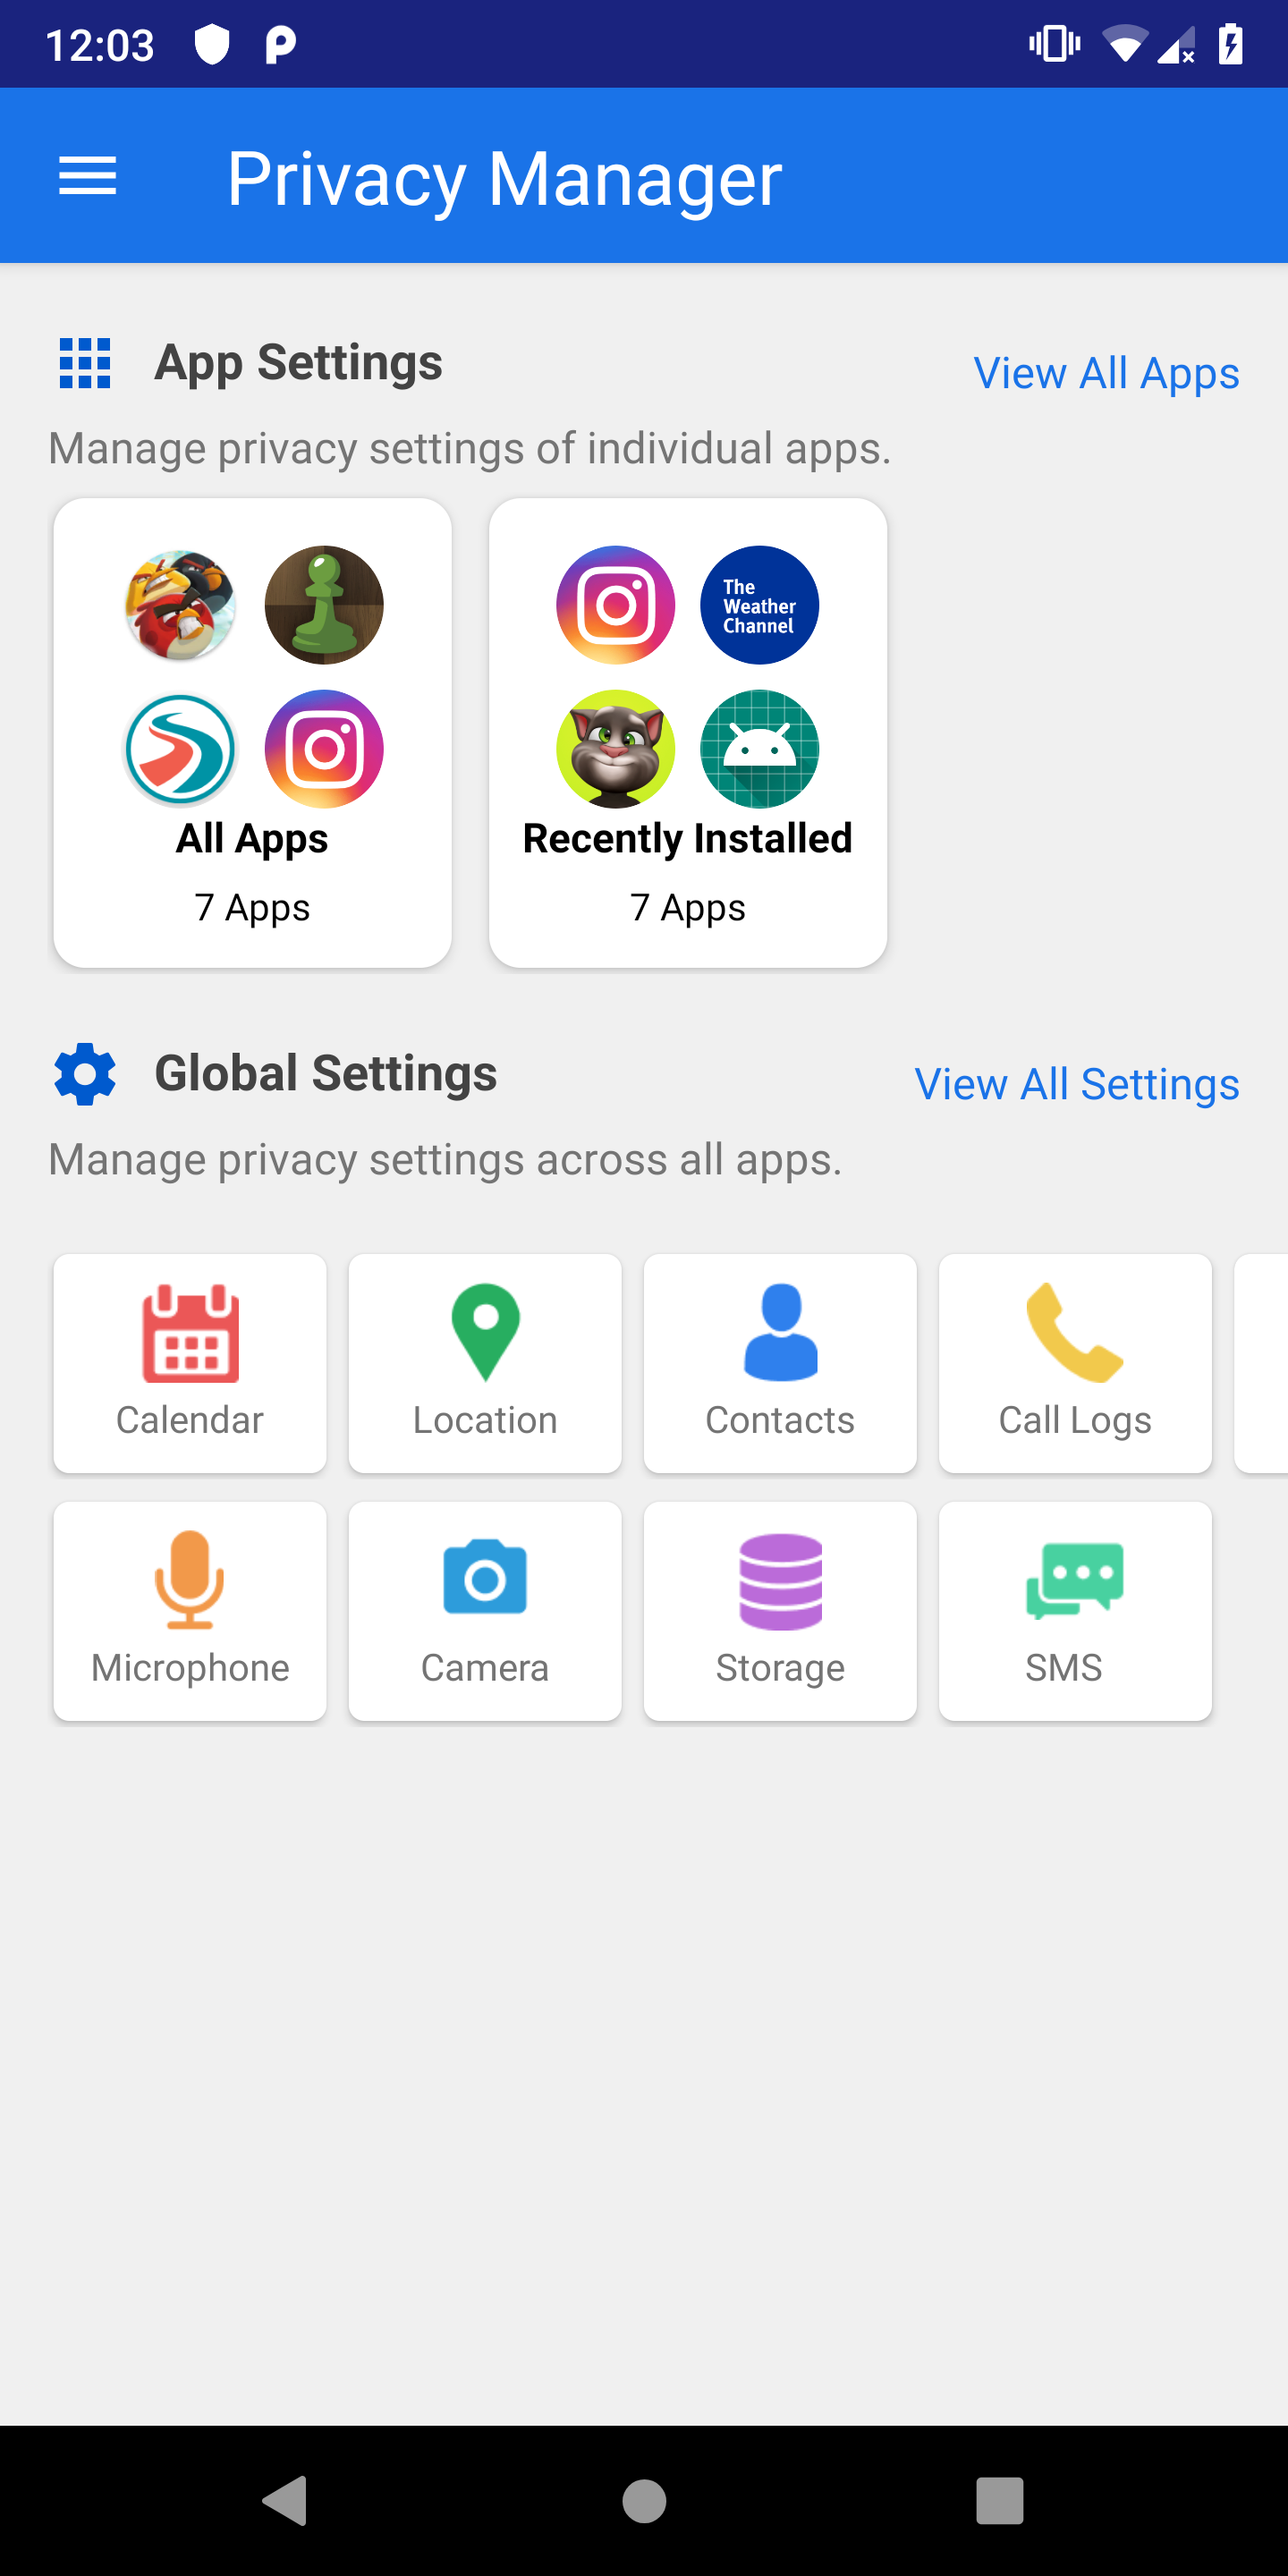 12:03
Privacy Manager
App Settings
View All Apps
Manage privacy settings of individual apps.
The
Weather
Channel
All Apps
Recently Installed
7 Apps
7 Apps
Global Settings
View All Settings
Manage privacy settings across all apps.
Calendar
Location
Contacts
Call Logs
Microphone
Camera
Storage
SMS